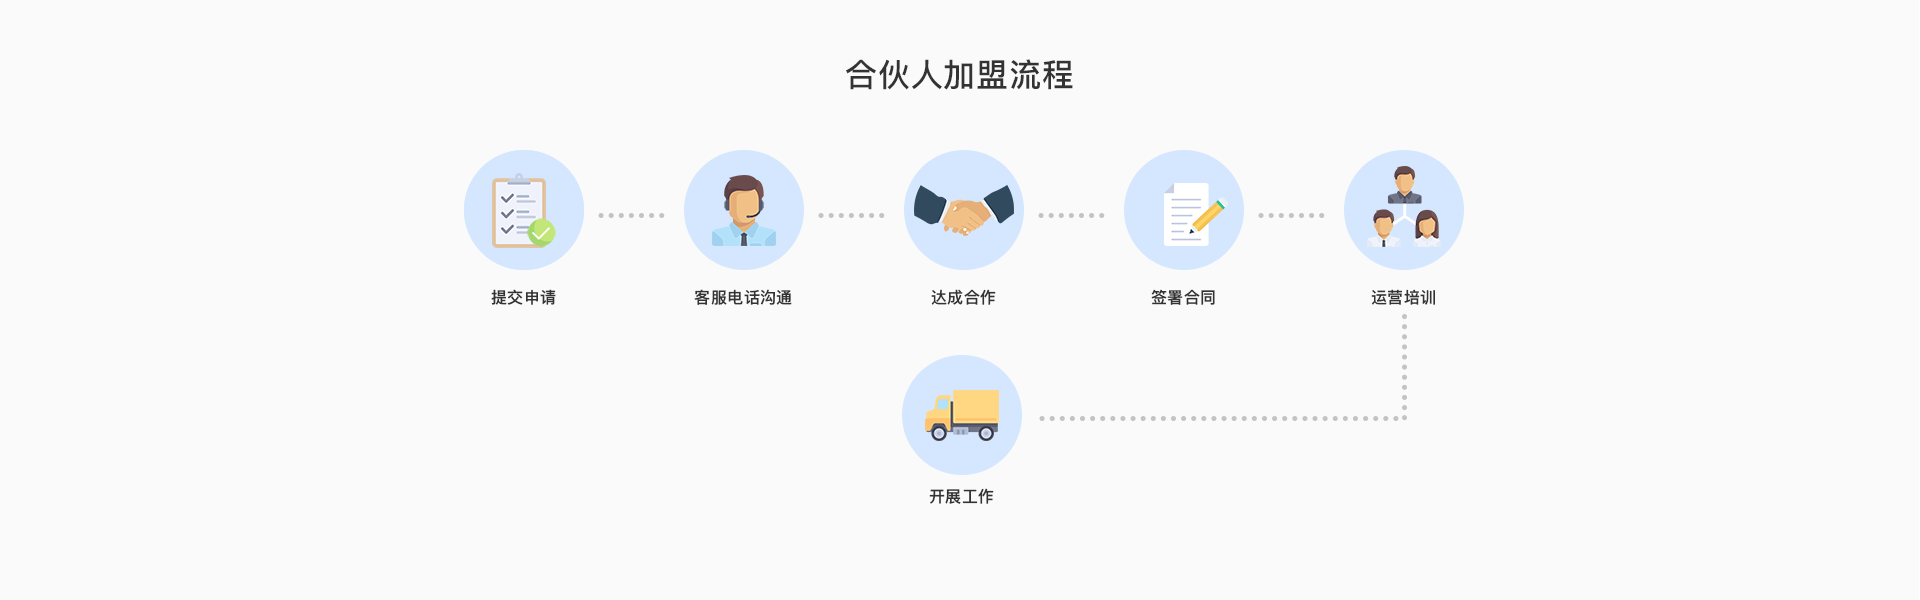 合伙人加盟流程
提交申请
客服电话沟通
达成合作
签署合同
运营培训
开展工作